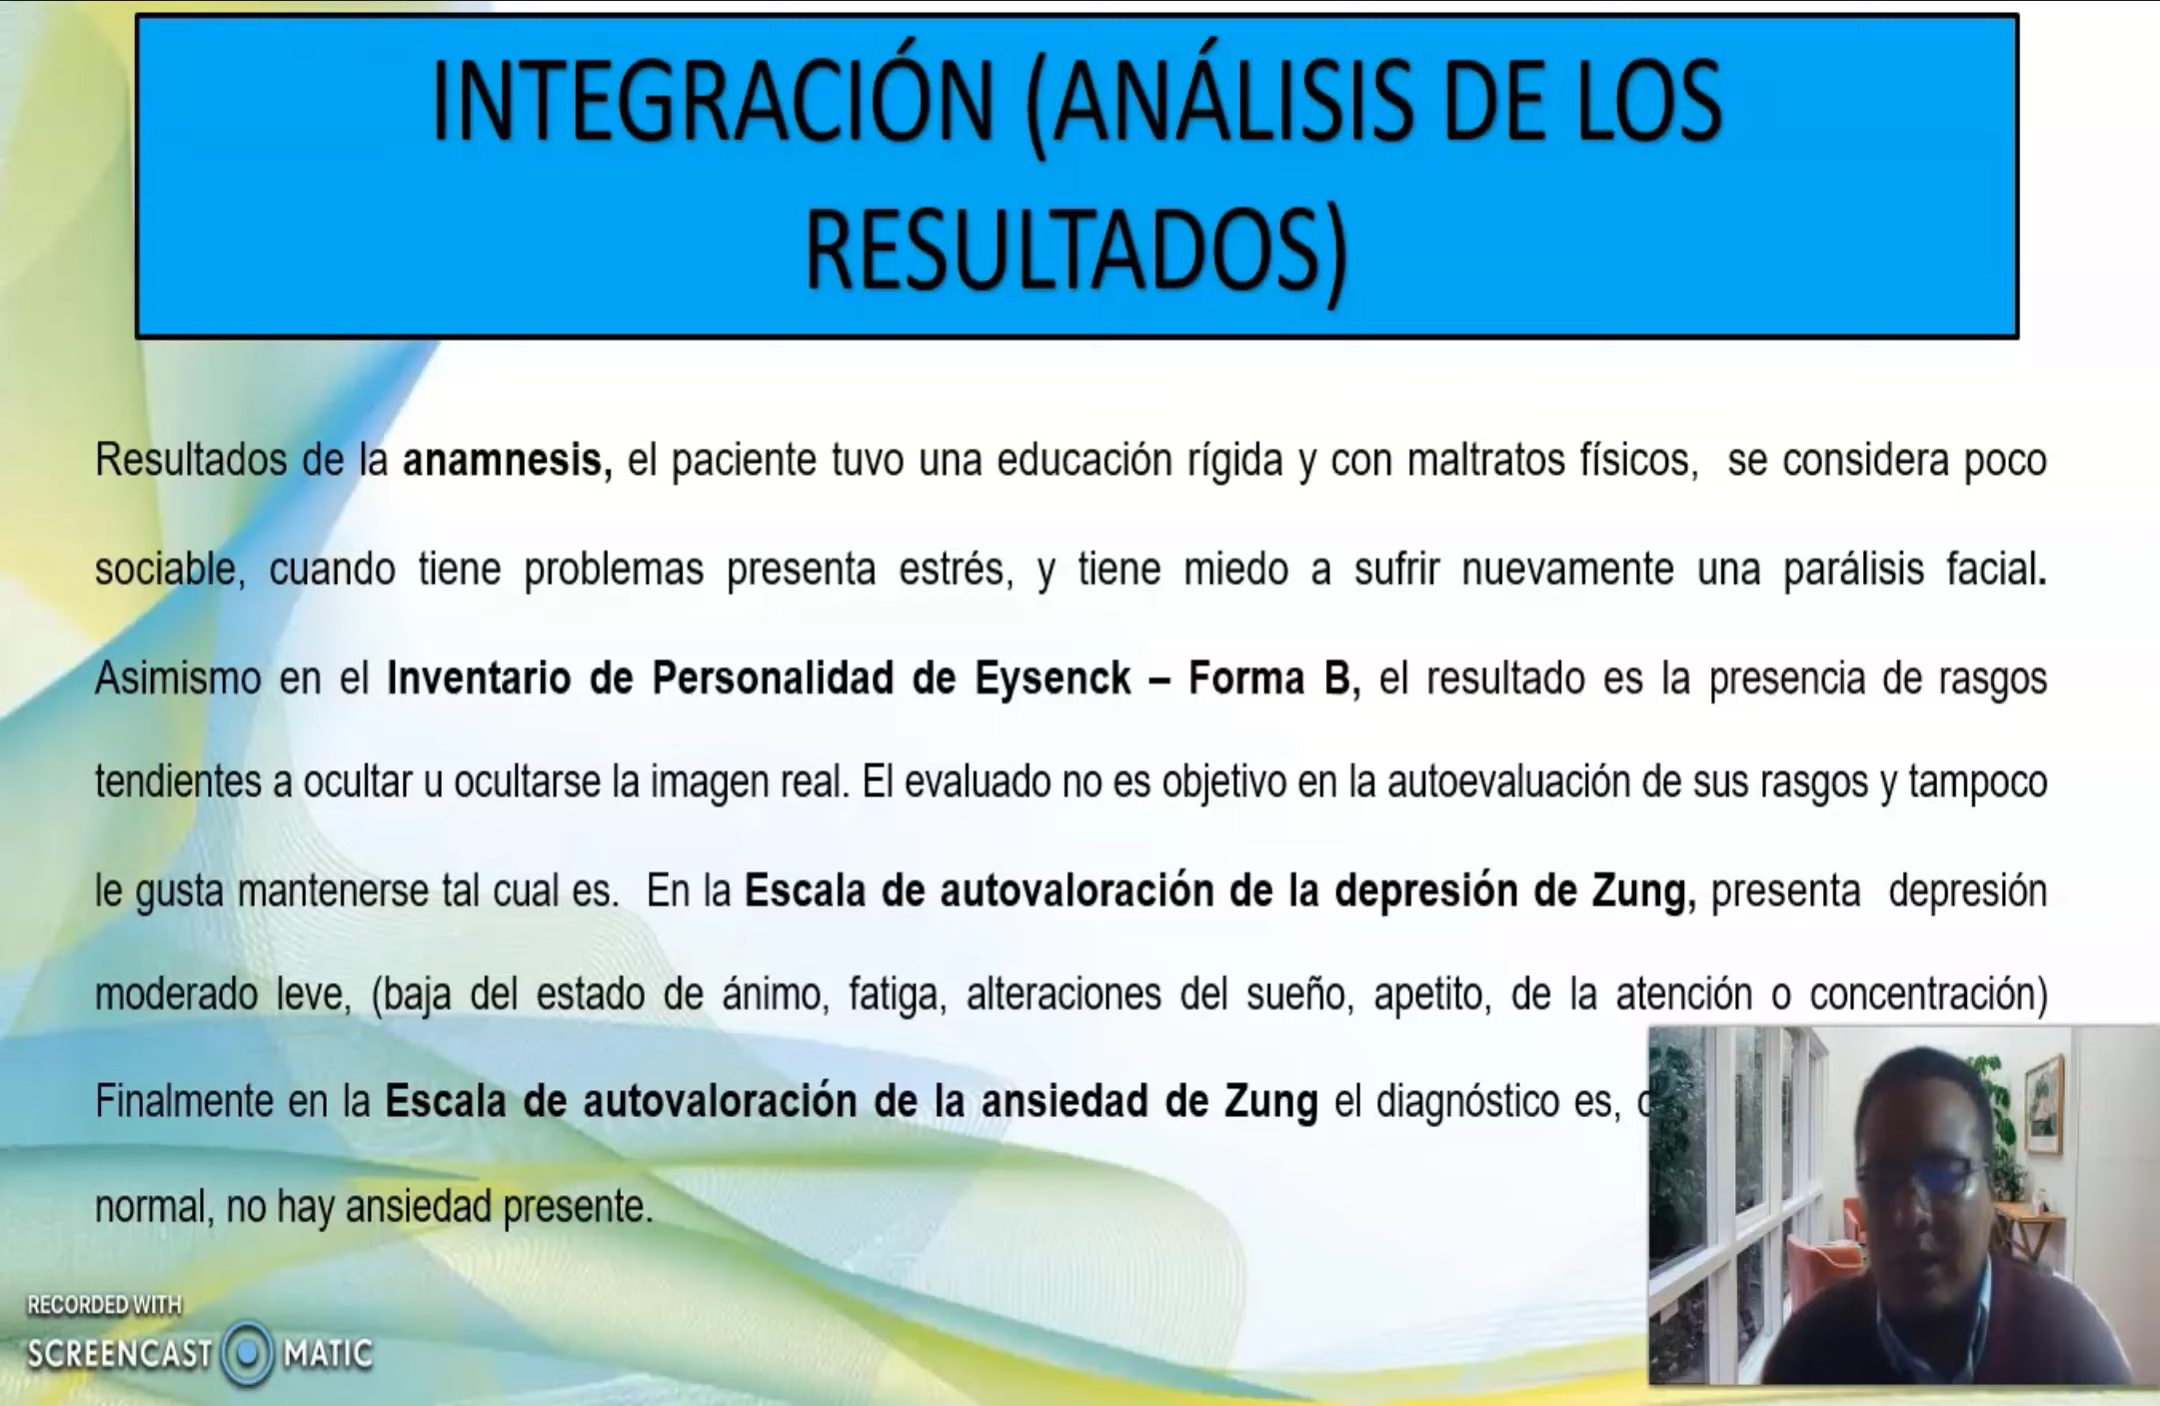 INTEGRACIÓN (ANÁLISIS DE LOS
RESULTADOS)
Resultados de la anamnesis, el paciente tuvo una educación rígida y con maltratos físicos, se considera poco
sociable, cuando tiene problemas presenta estrés, y tiene miedo a sufrir nuevamente una parálisis facial.
Asimismo en el Inventario de Personalidad de Eysenck – Forma B, el resultado es la presencia de rasgos
tendientes a ocultar u ocultarse la imagen real. El evaluado no es objetivo en la autoevaluación de sus rasgos y tampoco
le gusta mantenerse tal cual es. En la Escala de autovaloración de la depresión de Zung, presenta depresión
moderado leve, (baja del estado de ánimo, fatiga, alteraciones del sueño, apetito, de la atención o concentración)
Finalmente en la Escala de autovaloración de la ansiedad de Zung el diagnóstico es,
normal, no hay ansiedad presente.
RECORDED WITH
SCREENCAST MATIC